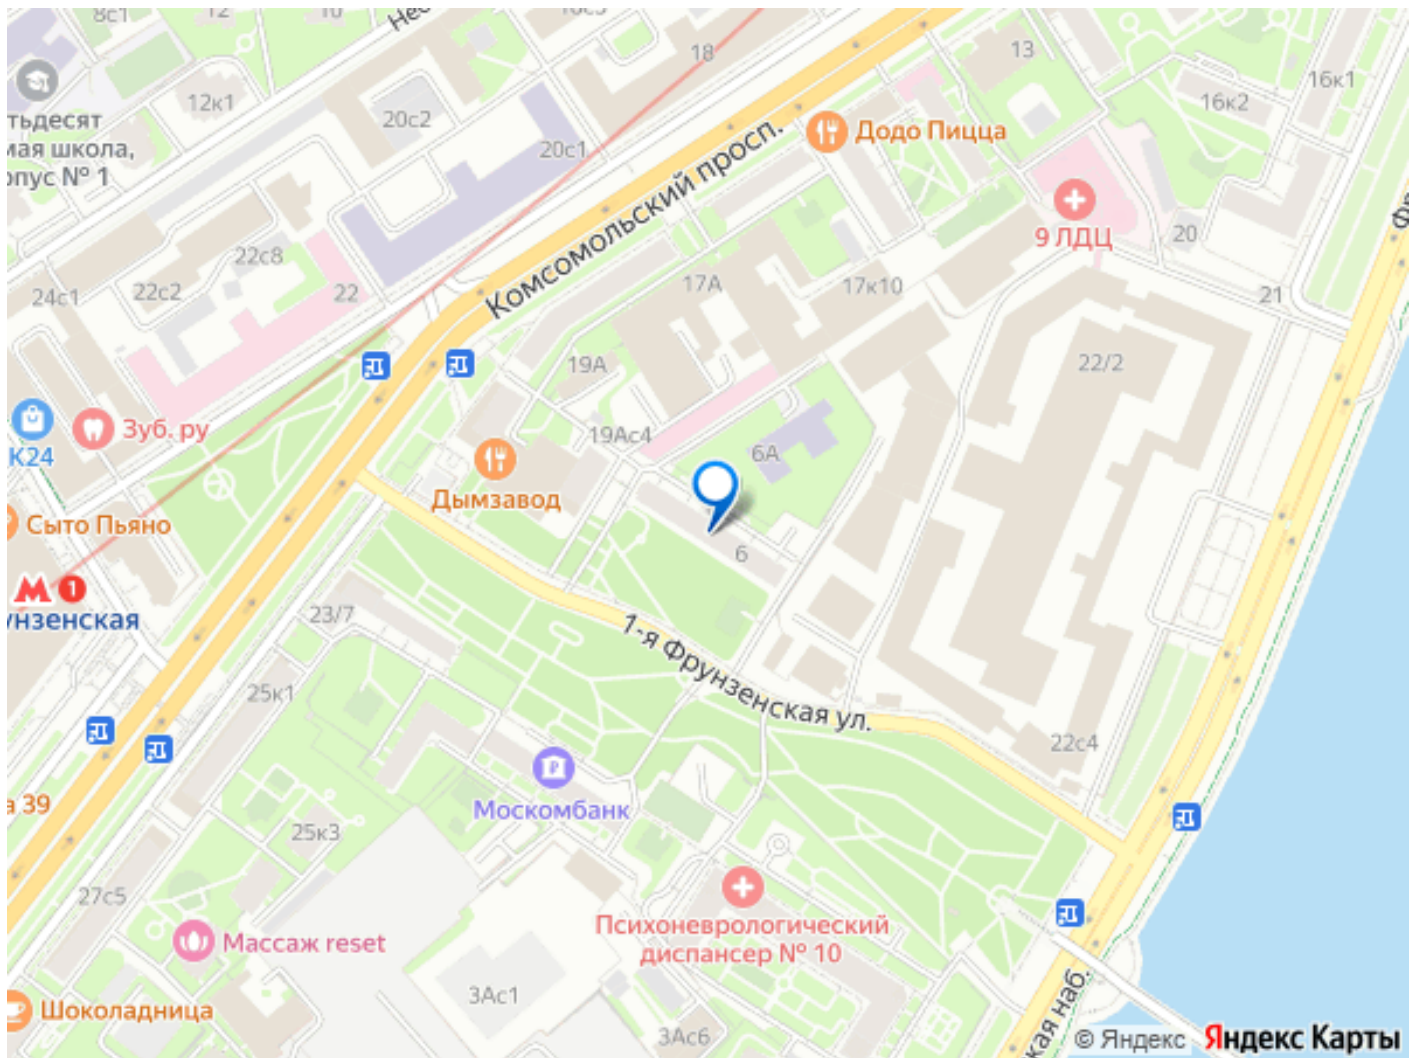 8с1
12
10
16с5
18
13
16к1
12к1
20с2
16к2
тьдесят
мая школа,
рпус № 1
20с1
Комсомольский просп.
Додо Пицца
9 ЛДЦ
20
22с8
22с2
24с1
22
17А
17к10
21
19А
22/2
Зуб. ру
К24
19Ас4
6А
Дымзавод
Сыто Пьяно
6
М 1
унзенская
23/7
1-я Фрунзенская ул.
25к1
22с4
Москомбанк
а 39
25к3
27с5
Психоневрологический
диспансер № 10
Массаж reset
3Ас1
Шоколадница
3Ас6
кая наб.
© Яндекс Яндекс Карты